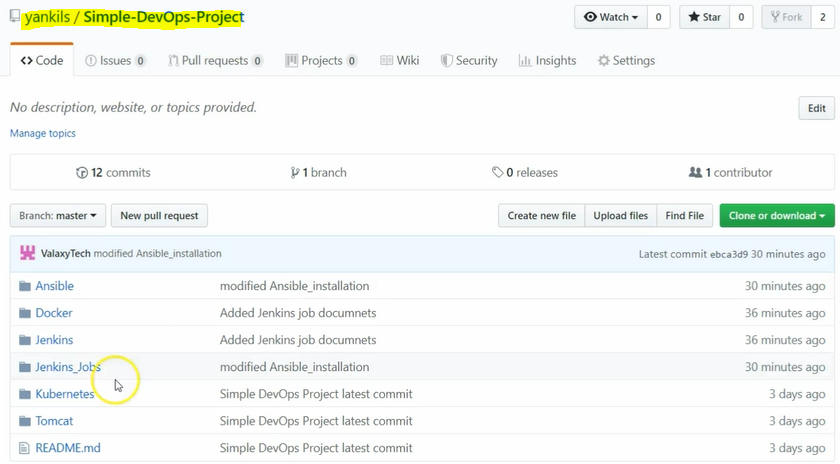 yankils / Simple-DevOps-Project Watch 0 Star 0 Fork 2
Code Issues 0 Pull requests 0 Projects 0 Wiki Security Insights Settings
No description, website, or topics provided. Edit
Manage topics
12 commits 1 branch 0 releases 1 contributor
Branch: master New pull request Create new file Upload files Find File Clone or download
ValaxyTech modified Ansible_installation Latest commit ebca3d9 30 minutes ago
Ansible modified Ansible_installation 30 minutes ago
Docker Added Jenkins job documnets 36 minutes ago
Jenkins Added Jenkins job documnets 36 minutes ago
Jenkins_Jobs modified Ansible_installation 30 minutes ago
Kubernetes Simple DevOps Project latest commit 3 days ago
Tomcat Simple DevOps Project latest commit 3 days ago
README.md Simple DevOps Project latest commit 3 days ago